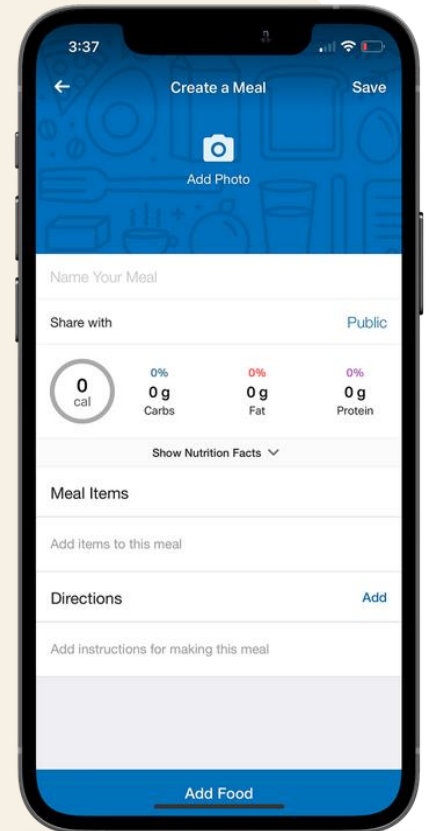 3:37
Create a Meal
Save
Add Photo
Name Your Meal
Share with
Public
0
cal
0%
0 g
Carbs
0%
0 g
Fat
0%
0 g
Protein
Show Nutrition Facts
Meal Items
Add items to this meal
Directions
Add
Add instructions for making this meal
Add Food